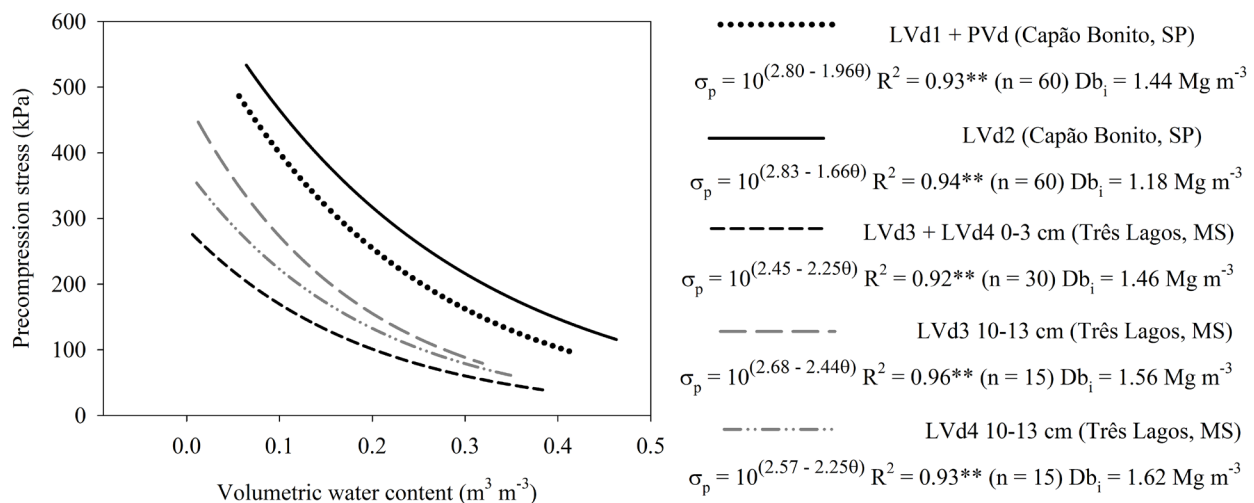 600
500
400
300
200
100
0
Precompression stress (kPa)
0.0 0.1 0.2 0.3 0.4 0.5
Volumetric water content (m³ m⁻³)
LVd1 + PVd (Capão Bonito, SP)
σₚ = 10^(2.80 - 1.96θ) R² = 0.93** (n = 60) Dbᵢ = 1.44 Mg m⁻³
LVd2 (Capão Bonito, SP)
σₚ = 10^(2.83 - 1.66θ) R² = 0.94** (n = 60) Dbᵢ = 1.18 Mg m⁻³
LVd3 + LVd4 0-3 cm (Três Lagos, MS)
σₚ = 10^(2.45 - 2.25θ) R² = 0.92** (n = 30) Dbᵢ = 1.46 Mg m⁻³
LVd3 10-13 cm (Três Lagos, MS)
σₚ = 10^(2.68 - 2.44θ) R² = 0.96** (n = 15) Dbᵢ = 1.56 Mg m⁻³
LVd4 10-13 cm (Três Lagos, MS)
σₚ = 10^(2.57 - 2.25θ) R² = 0.93** (n = 15) Dbᵢ = 1.62 Mg m⁻³